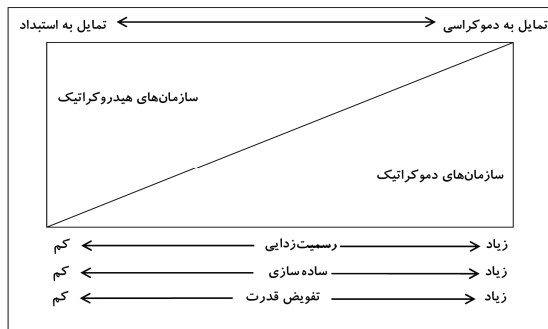 تمایل به دموکراسی تمایل به استبداد
سازمان‌های هیدروکراتیک
سازمان‌های دموکراتیک
زیاد رسمیت‌زدایی کم
زیاد ساده سازی کم
زیاد تفویض قدرت کم